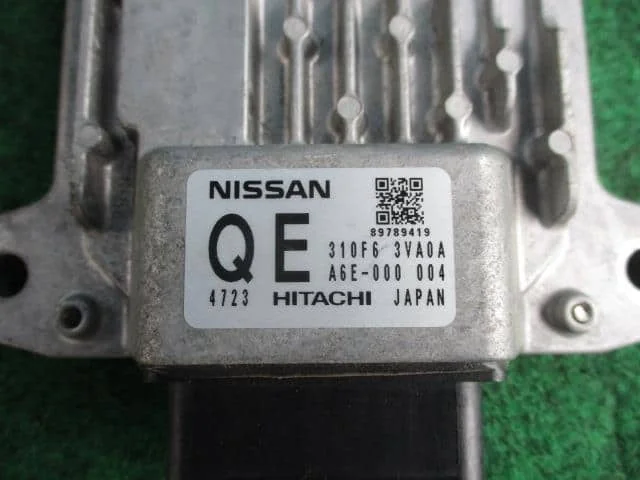 NISSAN
89789419
QE 310F6 3VA0A
A6E-000 004
4723 HITACHI JAPAN